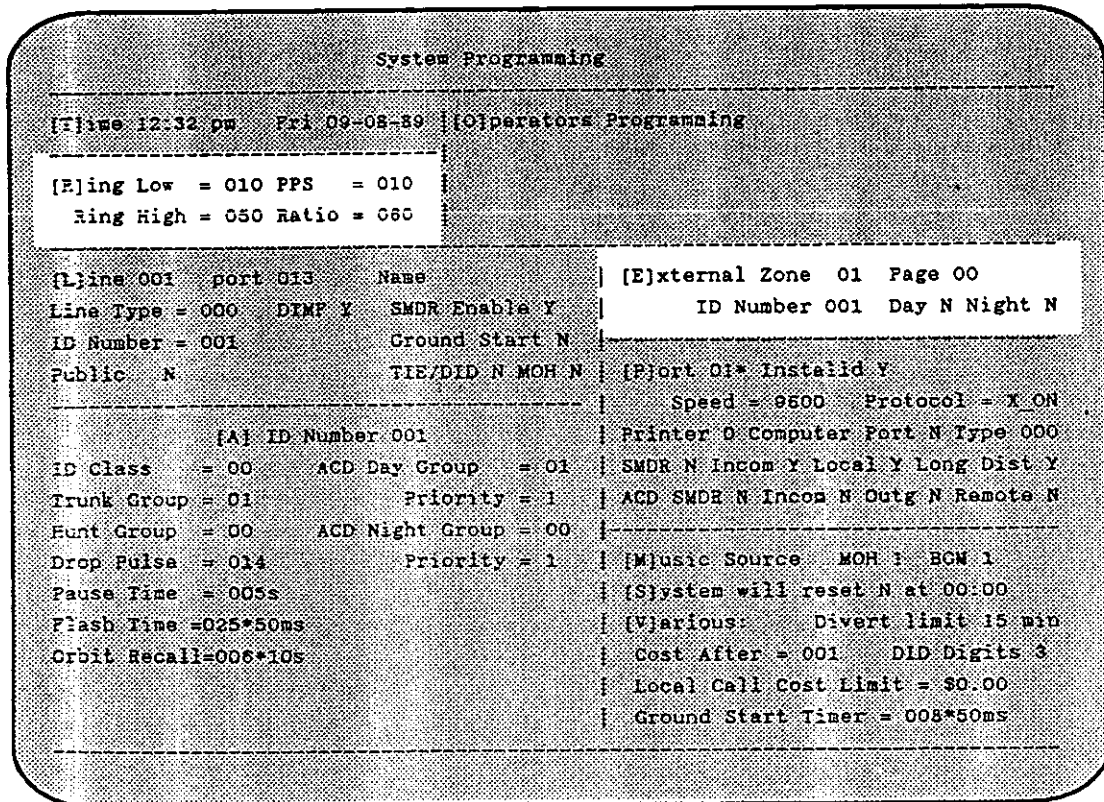 System Programming
[T]ime 12:32 pm Fri 09-08-89 |[O]perators Programming
[R]ing Low = 010 PPS = 010
Ring High = 050 Ratio = 060
[L]ine 001 port 013 Name
Line Type = 000 DTMF Y SMDR Enable Y
ID Number = 001 Ground Start N
Public N TIE/DID N MOH N
[A] ID Number 001
ID Class = 00 ACD Day Group = 01
Trunk Group = 01 Priority = 1
Hunt Group = 00 ACD Night Group = 00
Drop Pulse = 014 Priority = 1
Pause Time = 005s
Flash Time =025*50ms
Orbit Recall=006*10s
[E]xternal Zone 01 Page 00
ID Number 001 Day N Night N
[P]ort 01* Installd Y
Speed = 9600 Protocol = X_ON
Printer 0 Computer Port N Type 000
SMDR N Incom Y Local Y Long Dist Y
ACD SMDR N Incom N Outg N Remote N
[M]usic Source MOH 1 BGM 1
[S]ystem will reset N at 00:00
[V]arious: Divert limit 15 min
Cost After = 001 DID Digits 3
Local Call Cost Limit = $0.00
Ground Start Timer = 008*50ms